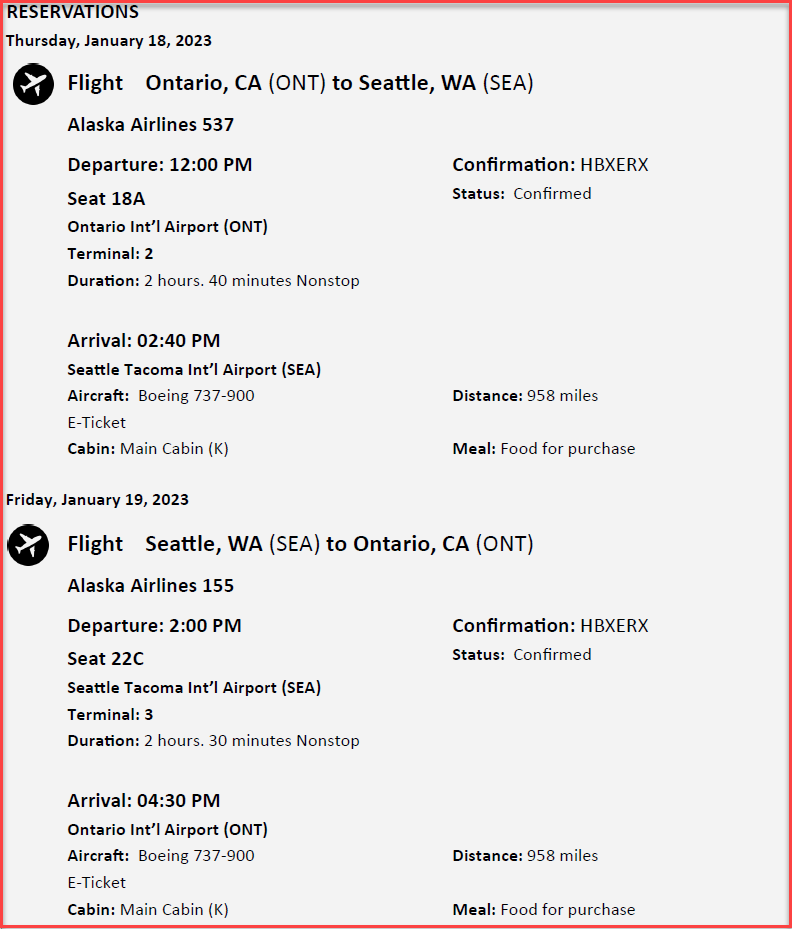 RESERVATIONS
Thursday, January 18, 2023
Flight Ontario, CA (ONT) to Seattle, WA (SEA)
Alaska Airlines 537
Departure: 12:00 PM Confirmation: HBXERX
Seat 18A Status: Confirmed
Ontario Int’l Airport (ONT)
Terminal: 2
Duration: 2 hours. 40 minutes Nonstop
Arrival: 02:40 PM
Seattle Tacoma Int’l Airport (SEA)
Aircraft: Boeing 737-900 Distance: 958 miles
E-Ticket
Cabin: Main Cabin (K) Meal: Food for purchase
Friday, January 19, 2023
Flight Seattle, WA (SEA) to Ontario, CA (ONT)
Alaska Airlines 155
Departure: 2:00 PM Confirmation: HBXERX
Seat 22C Status: Confirmed
Seattle Tacoma Int’l Airport (SEA)
Terminal: 3
Duration: 2 hours. 30 minutes Nonstop
Arrival: 04:30 PM
Ontario Int’l Airport (ONT)
Aircraft: Boeing 737-900 Distance: 958 miles
E-Ticket
Cabin: Main Cabin (K) Meal: Food for purchase